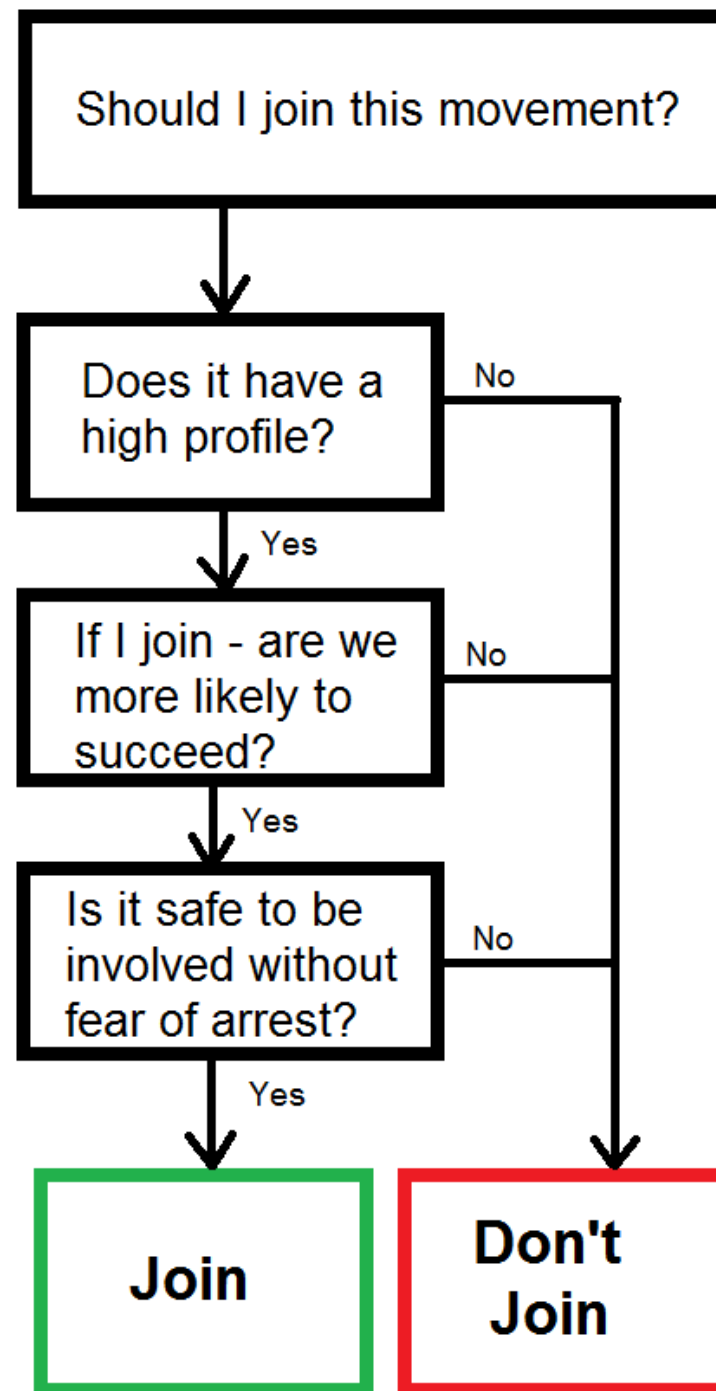 Should I join this movement?
Does it have a
high profile?
No
Yes
If I join - are we
more likely to
succeed?
No
Yes
Is it safe to be
involved without
fear of arrest?
No
Yes
Join
Don't
Join